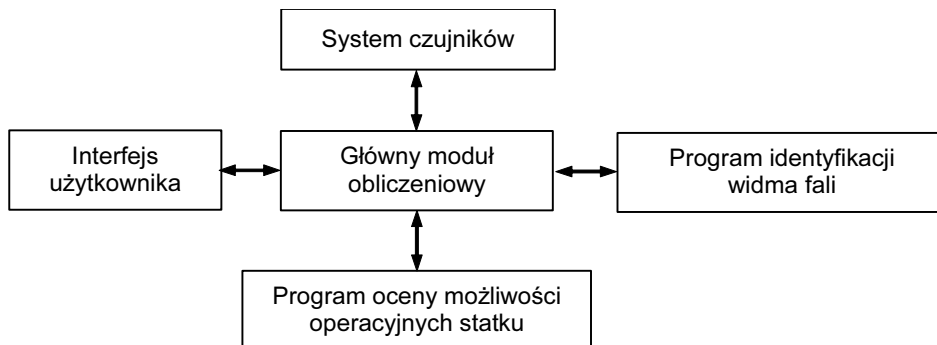 System czujników
Interfejs
użytkownika
Główny moduł
obliczeniowy
Program identyfikacji
widma fali
Program oceny możliwości
operacyjnych statku